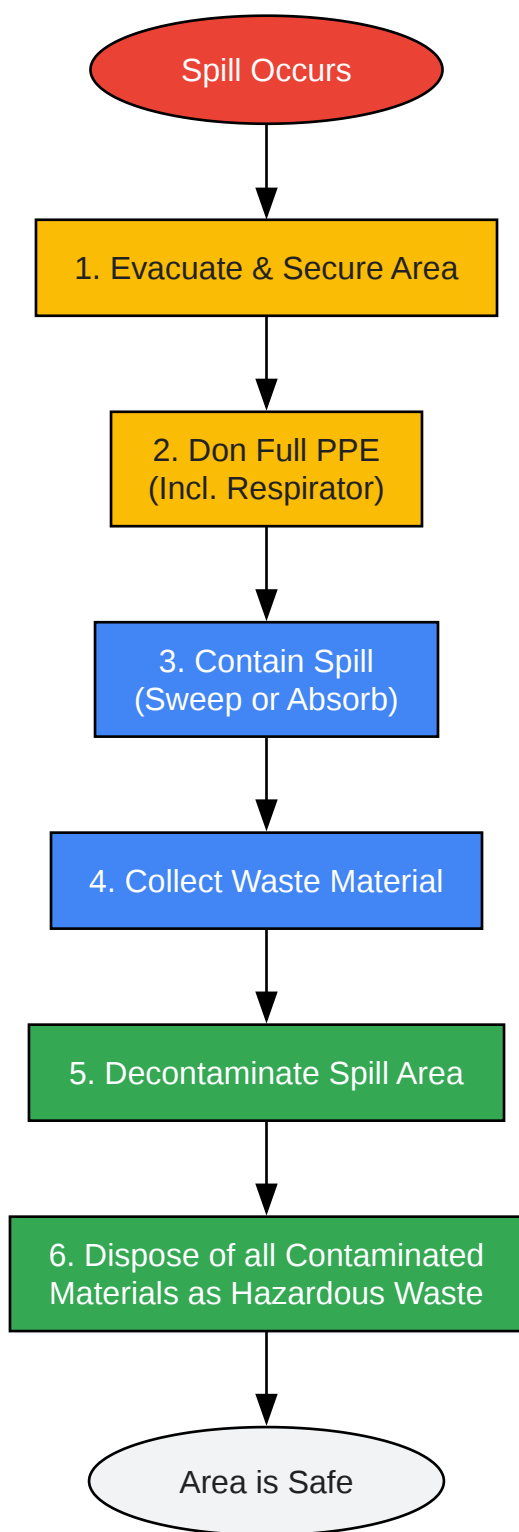 Spill Occurs
1. Evacuate & Secure Area
2. Don Full PPE
(Incl. Respirator)
3. Contain Spill
(Sweep or Absorb)
4. Collect Waste Material
5. Decontaminate Spill Area
6. Dispose of all Contaminated
Materials as Hazardous Waste
Area is Safe